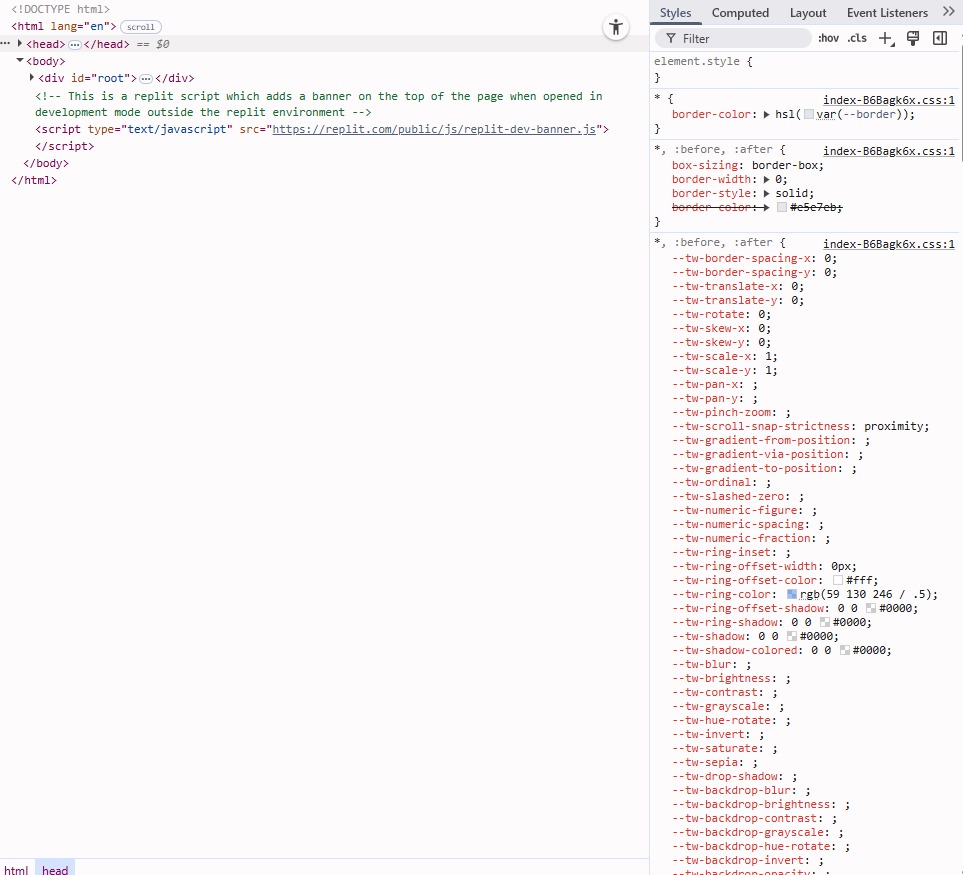 <!DOCTYPE html>
<html lang="en"> scroll
··· <head> ··· </head> == $0
<body>
<div id="root"> ··· </div>
<!-- This is a replit script which adds a banner on the top of the page when opened in
development mode outside the replit environment -->
<script type="text/javascript" src="https://replit.com/public/js/replit-dev-banner.js">
</script>
</body>
</html>
html head
Styles Computed Layout Event Listeners
Filter :hov .cls
element.style {
}
* { index-B6Bagk6x.css:1
border-color: hsl(var(--border));
}
*, :before, :after { index-B6Bagk6x.css:1
box-sizing: border-box;
border-width: 0;
border-style: solid;
border-color: #e5e7eb;
}
*, :before, :after { index-B6Bagk6x.css:1
--tw-border-spacing-x: 0;
--tw-border-spacing-y: 0;
--tw-translate-x: 0;
--tw-translate-y: 0;
--tw-rotate: 0;
--tw-skew-x: 0;
--tw-skew-y: 0;
--tw-scale-x: 1;
--tw-scale-y: 1;
--tw-pan-x: ;
--tw-pan-y: ;
--tw-pinch-zoom: ;
--tw-scroll-snap-strictness: proximity;
--tw-gradient-from-position: ;
--tw-gradient-via-position: ;
--tw-gradient-to-position: ;
--tw-ordinal: ;
--tw-slashed-zero: ;
--tw-numeric-figure: ;
--tw-numeric-spacing: ;
--tw-numeric-fraction: ;
--tw-ring-inset: ;
--tw-ring-offset-width: 0px;
--tw-ring-offset-color: #fff;
--tw-ring-color: rgb(59 130 246 / .5);
--tw-ring-offset-shadow: 0 0 #0000;
--tw-ring-shadow: 0 0 #0000;
--tw-shadow: 0 0 #0000;
--tw-shadow-colored: 0 0 #0000;
--tw-blur: ;
--tw-brightness: ;
--tw-contrast: ;
--tw-grayscale: ;
--tw-hue-rotate: ;
--tw-invert: ;
--tw-saturate: ;
--tw-sepia: ;
--tw-drop-shadow: ;
--tw-backdrop-blur: ;
--tw-backdrop-brightness: ;
--tw-backdrop-contrast: ;
--tw-backdrop-grayscale: ;
--tw-backdrop-hue-rotate: ;
--tw-backdrop-invert: ;
--tw-backdrop-opacity: ;